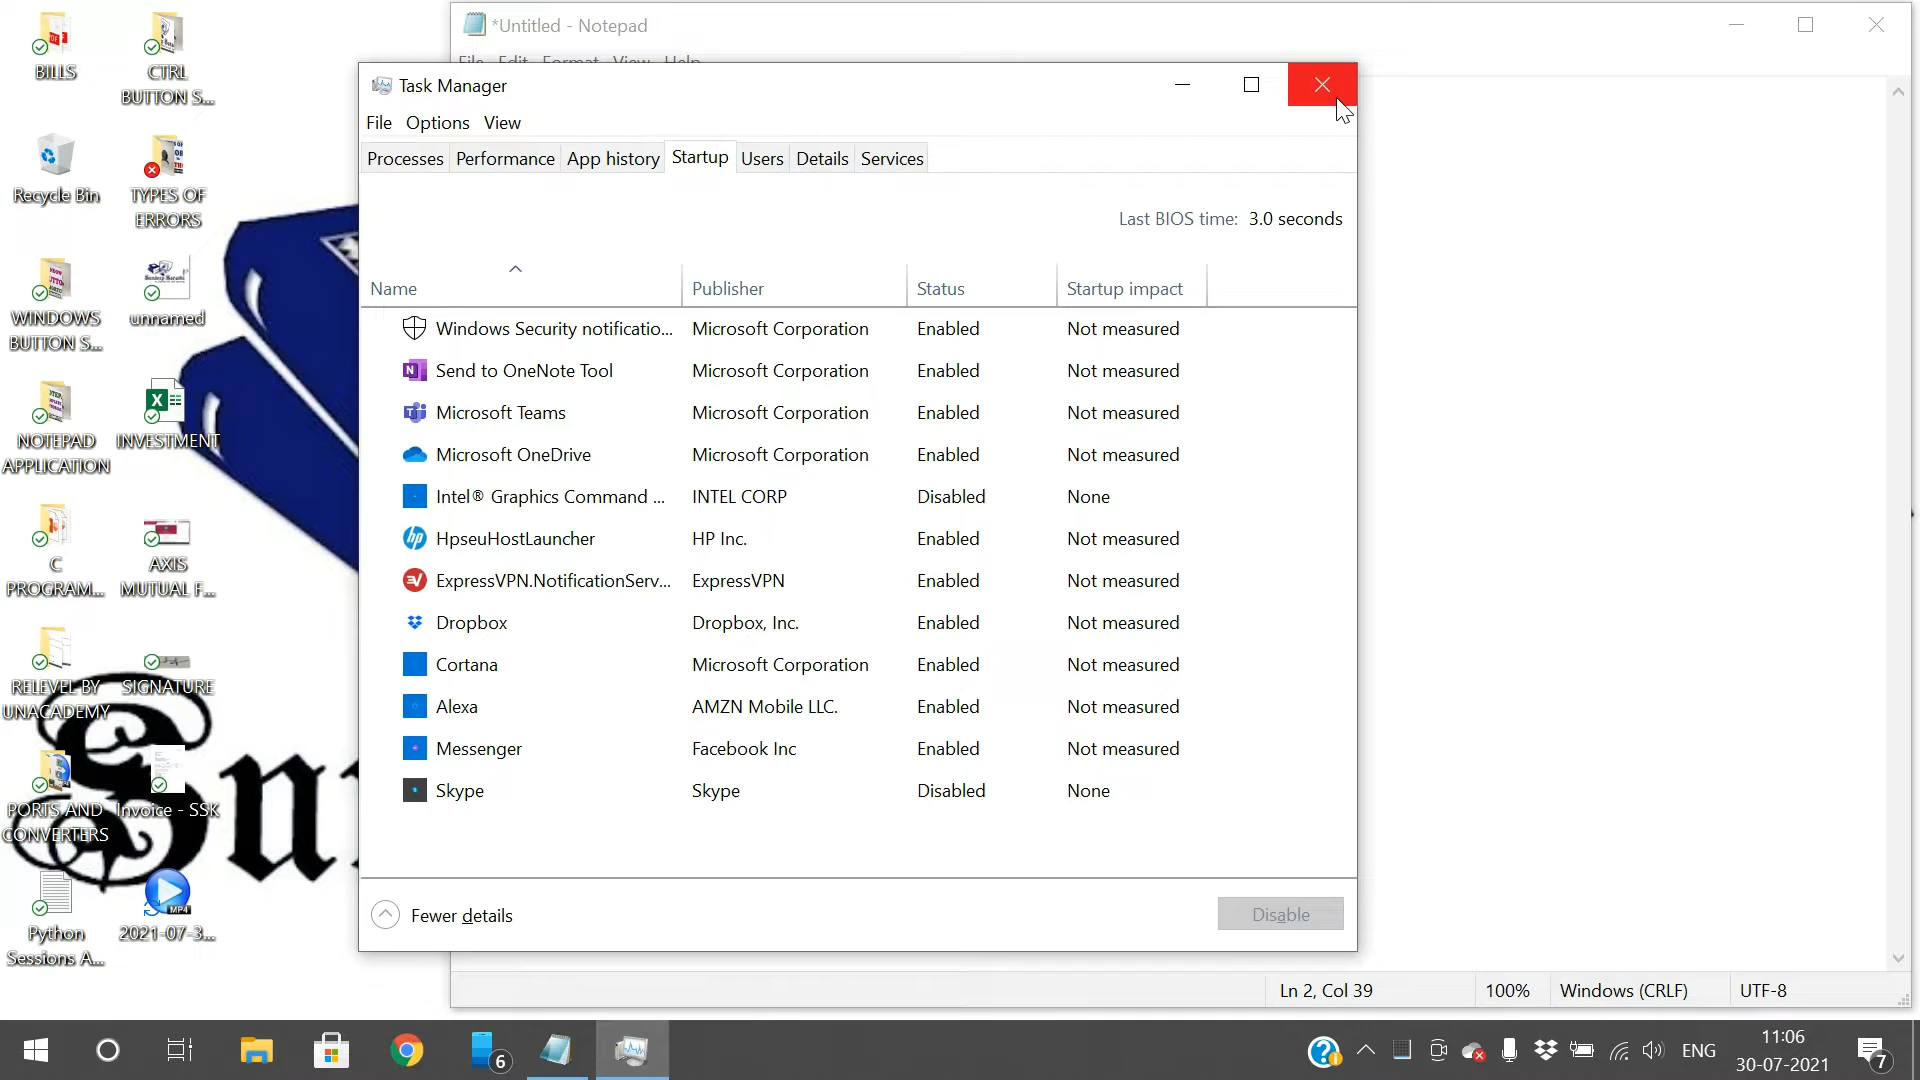 BILLS
CTRL
BUTTON S...
Recycle Bin
TYPES OF
ERRORS
WINDOWS
BUTTON S...
unnamed
NOTEPAD
APPLICATION
INVESTMENT
C
PROGRAM...
AXIS
MUTUAL F...
RELEVEL BY
UNACADEMY
SIGNATURE
PORTS AND
CONVERTERS
Invoice - SSK
Python
Sessions A...
2021-07-3...
*Untitled - Notepad
File Edit Format View Help
Task Manager
File Options View
Processes Performance App history Startup Users Details Services
Last BIOS time: 3.0 seconds
Name Publisher Status Startup impact
Windows Security notificatio... Microsoft Corporation Enabled Not measured
Send to OneNote Tool Microsoft Corporation Enabled Not measured
Microsoft Teams Microsoft Corporation Enabled Not measured
Microsoft OneDrive Microsoft Corporation Enabled Not measured
Intel® Graphics Command ... INTEL CORP Disabled None
HpseuHostLauncher HP Inc. Enabled Not measured
ExpressVPN.NotificationServ... ExpressVPN Enabled Not measured
Dropbox Dropbox, Inc. Enabled Not measured
Cortana Microsoft Corporation Enabled Not measured
Alexa AMZN Mobile LLC. Enabled Not measured
Messenger Facebook Inc Enabled Not measured
Skype Skype Disabled None
Fewer details
Disable
Ln 2, Col 39 100% Windows (CRLF) UTF-8
6
ENG
11:06
30-07-2021
7